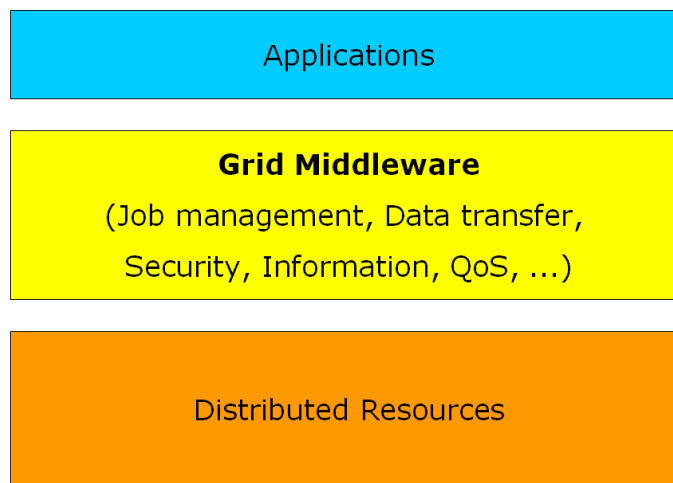 Applications
Grid Middleware
(Job management, Data transfer,
Security, Information, QoS, ...)
Distributed Resources